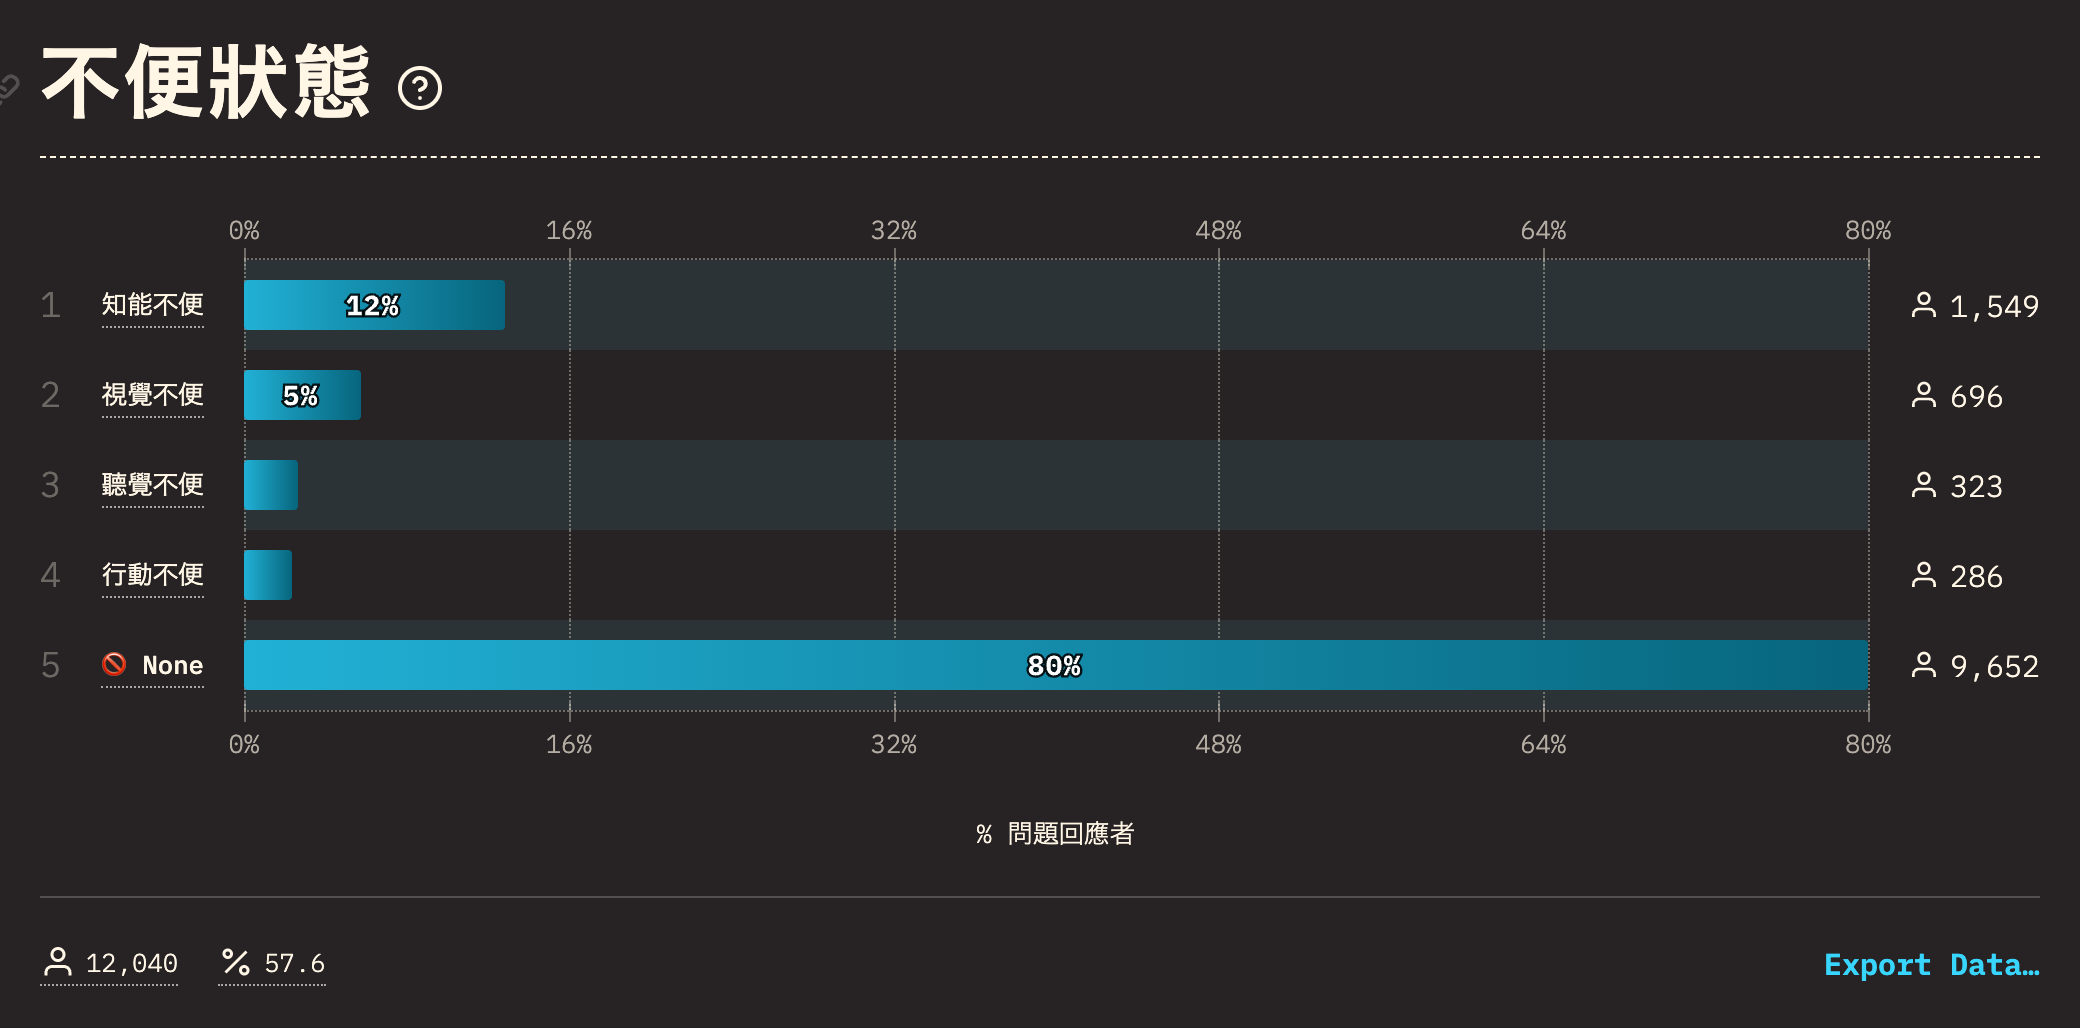 不便狀態
0% 16% 32% 48% 64% 80%
1 知能不便 12% 1,549
2 視覺不便 5% 696
3 聽覺不便 323
4 行動不便 286
5 🚫 None 80% 9,652
0% 16% 32% 48% 64% 80%
% 問題回應者
12,040 % 57.6 Export Data…